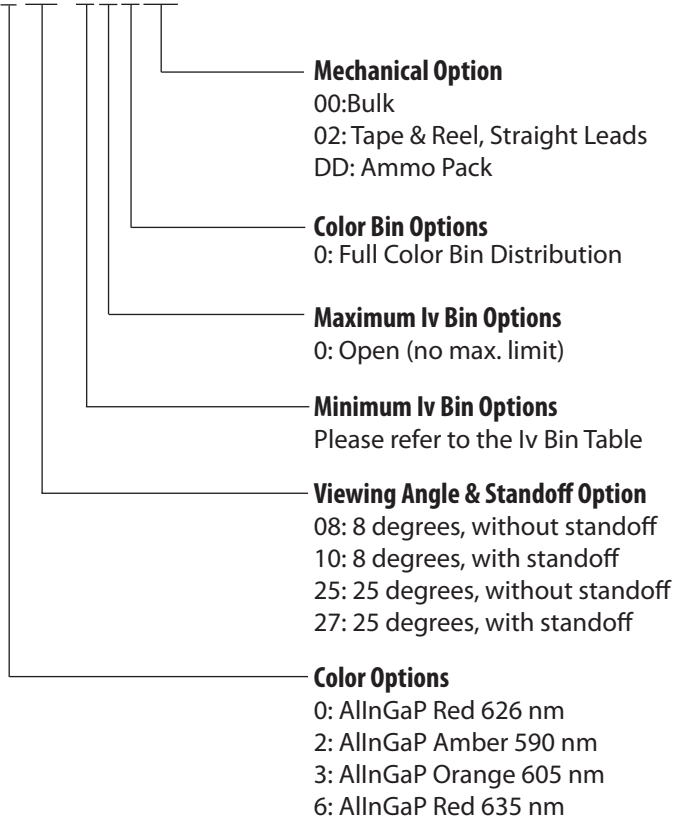 Mechanical Option
00:Bulk
02: Tape & Reel, Straight Leads
DD: Ammo Pack
Color Bin Options
0: Full Color Bin Distribution
Maximum Iv Bin Options
0: Open (no max. limit)
Minimum Iv Bin Options
Please refer to the Iv Bin Table
Viewing Angle & Standoff Option
08: 8 degrees, without standoff
10: 8 degrees, with standoff
25: 25 degrees, without standoff
27: 25 degrees, with standoff
Color Options
0: AlInGaP Red 626 nm
2: AlInGaP Amber 590 nm
3: AlInGaP Orange 605 nm
6: AlInGaP Red 635 nm